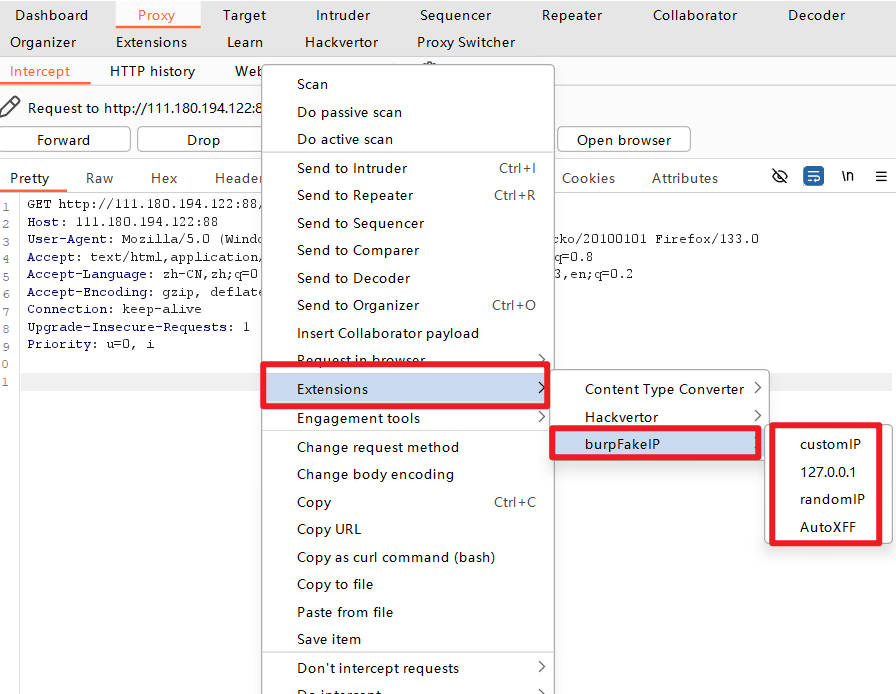 Dashboard Proxy Target Intruder Sequencer Repeater Collaborator Decoder
Organizer Extensions Learn Hackvertor Proxy Switcher
Intercept HTTP history
Request to http://111.180.194.122:8
Forward Drop Open browser
Pretty Raw Hex Header Cookies Attributes \n
1 GET http://111.180.194.122:88/
2 Host: 111.180.194.122:88
3 User-Agent: Mozilla/5.0 (Windo cko/20100101 Firefox/133.0
4 Accept: text/html,application/ q=0.8
5 Accept-Language: zh-CN,zh;q=0 3,en;q=0.2
6 Accept-Encoding: gzip, deflate
7 Connection: keep-alive
8 Upgrade-Insecure-Requests: 1
9 Priority: u=0, i
0
1
Scan
Do passive scan
Do active scan
Send to Intruder Ctrl+I
Send to Repeater Ctrl+R
Send to Sequencer
Send to Comparer
Send to Decoder
Send to Organizer Ctrl+O
Insert Collaborator payload
Request in browser
Extensions
Engagement tools
Change request method
Change body encoding
Copy Ctrl+C
Copy URL
Copy as curl command (bash)
Copy to file
Paste from file
Save item
Don't intercept requests
Do intercept
Content Type Converter
Hackvertor
burpFakeIP
customIP
127.0.0.1
randomIP
AutoXFF